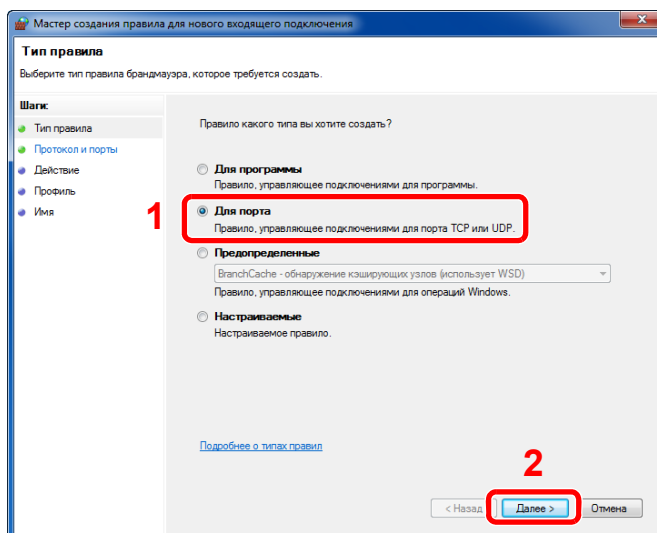 Мастер создания правила для нового входящего подключения
Тип правила
Выберите тип правила брандмауэра, которое требуется создать.
Шаги:
Тип правила
Протокол и порты
Действие
Профиль
Имя
Правило какого типа вы хотите создать?
Для программы
Правило, управляющее подключениями для программы.
1
Для порта
Правило, управляющее подключениями для порта TCP или UDP.
Предопределенные
BranchCache - обнаружение кэширующих узлов (использует WSD)
Правило, управляющее подключениями для операций Windows.
Настраиваемые
Настраиваемое правило.
Подробнее о типах правил
2
< Назад
Далее >
Отмена